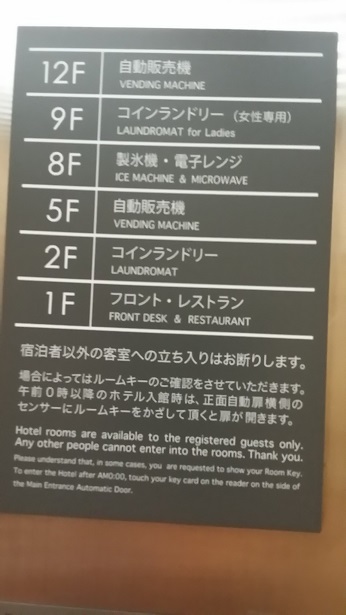 12F 自動販売機
VENDING MACHINE
9F コインランドリー（女性専用）
LAUNDROMAT for Ladies
8F 製氷機・電子レンジ
ICE MACHINE & MICROWAVE
5F 自動販売機
VENDING MACHINE
2F コインランドリー
LAUNDROMAT
1F フロント・レストラン
FRONT DESK & RESTAURANT
宿泊者以外の客室への立ち入りはお断りします。
場合によってはルームキーのご確認をさせていただきます。
午前0時以降のホテル入館時は、正面自動扉横側の
センサーにルームキーをかざして頂くと扉が開きます。
Hotel rooms are available to the registered guests only.
Any other people cannot enter into the rooms. Thank you.
Please understand that, in some cases, you are requested to show your Room Key.
To enter the Hotel after AM0:00, touch your key card on the reader on the side of
the Main Entrance Automatic Door.